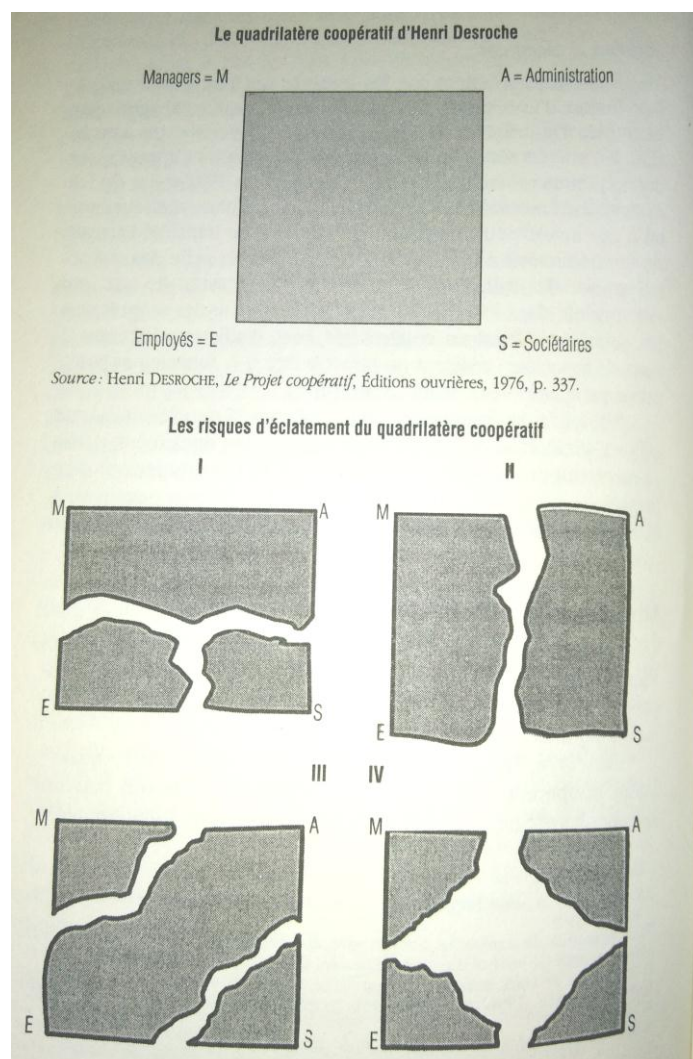 Le quadrilatère coopératif d'Henri Desroche
Managers = M
A = Administration
Employés = E
S = Sociétaires
Source : Henri DESROCHE, Le Projet coopératif, Éditions ouvrières, 1976, p. 337.
Les risques d'éclatement du quadrilatère coopératif
I
II
M
A
M
A
E
S
E
S
III
IV
M
A
M
A
E
S
E
S